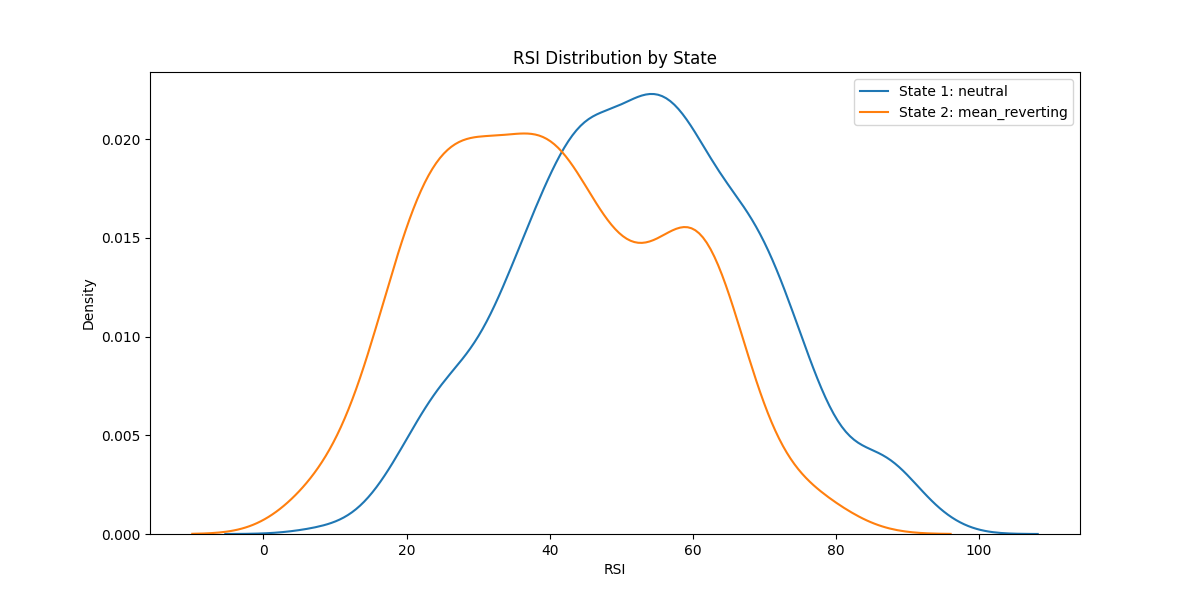 RSI Distribution by State
State 1: neutral
State 2: mean_reverting
Density
0.020
0.015
0.010
0.005
0.000
0 20 40 60 80 100
RSI